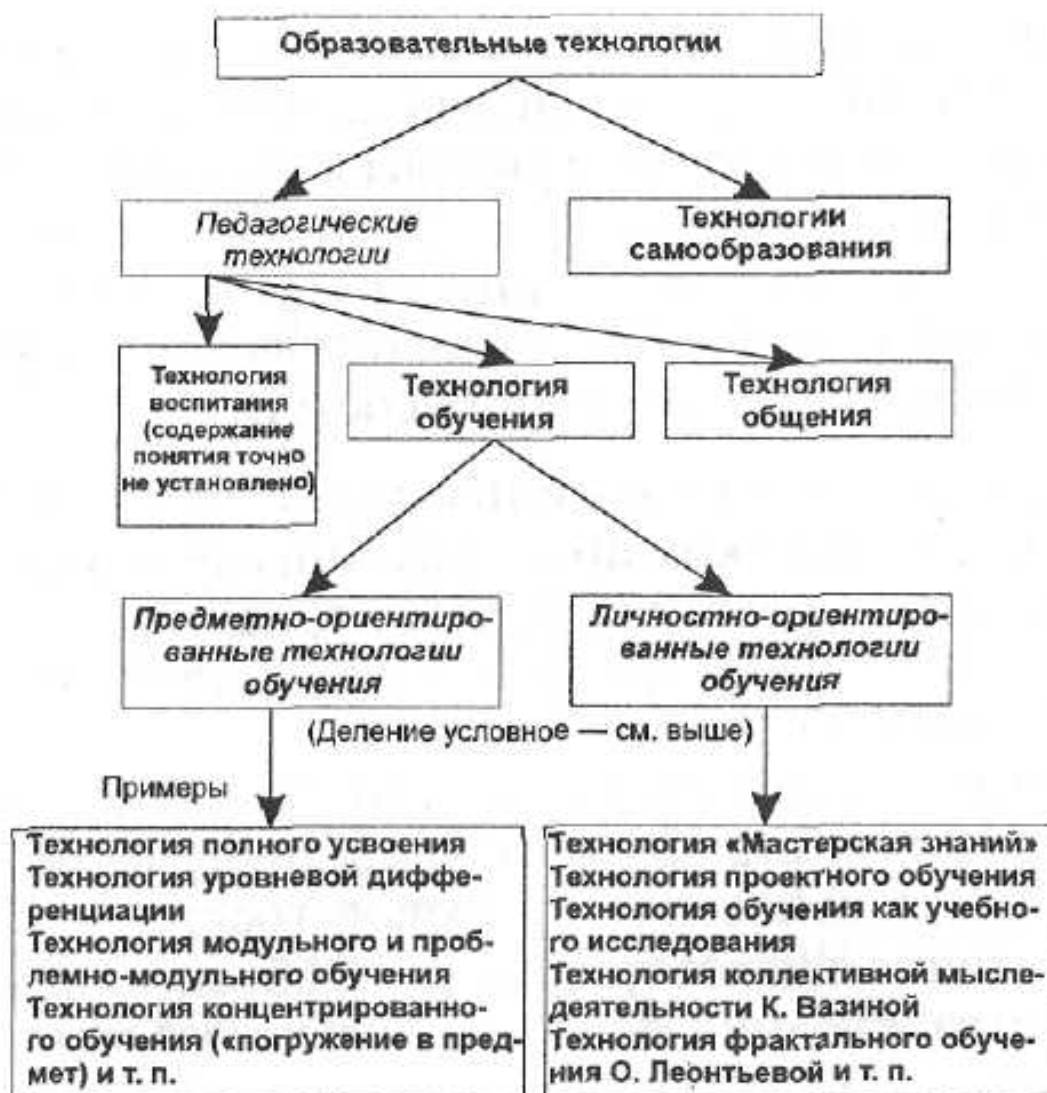 Образовательные технологии
Педагогические
технологии
Технологии
самообразования
Технология
воспитания
(содержание
понятия точно
не установлено)
Технология
обучения
Технология
общения
Предметно-ориентиро-
ванные технологии
обучения
Личностно-ориентиро-
ванные технологии
обучения
(Деление условное — см. выше)
Примеры
Технология полного усвоения
Технология уровневой диффе-
ренциации
Технология модульного и проб-
лемно-модульного обучения
Технология концентрированно-
го обучения («погружение в пред-
мет) и т. п.
Технология «Мастерская знаний»
Технология проектного обучения
Технология обучения как учебно-
го исследования
Технология коллективной мысле-
деятельности К. Вазиной
Технология фрактального обуче-
ния О. Леонтьевой и т. п.